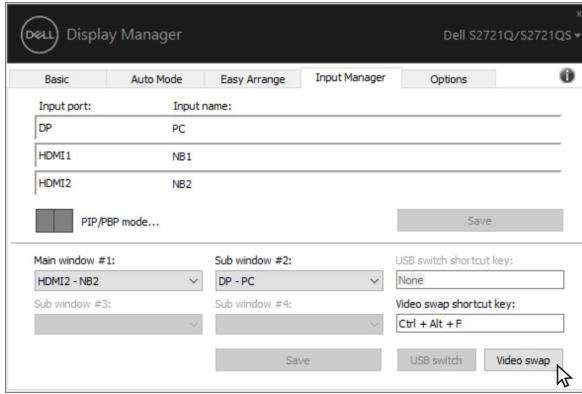 DELL Display Manager Dell S2721Q/S2721QS
x
Basic Auto Mode Easy Arrange Input Manager Options i
Input port: Input name:
DP PC
HDMI1 NB1
HDMI2 NB2
PIP/PBP mode... Save
Main window #1: Sub window #2: USB switch shortcut key:
HDMI2 - NB2 DP - PC None
Sub window #3: Sub window #4: Video swap shortcut key:
Ctrl + Alt + F
Save USB switch Video swap